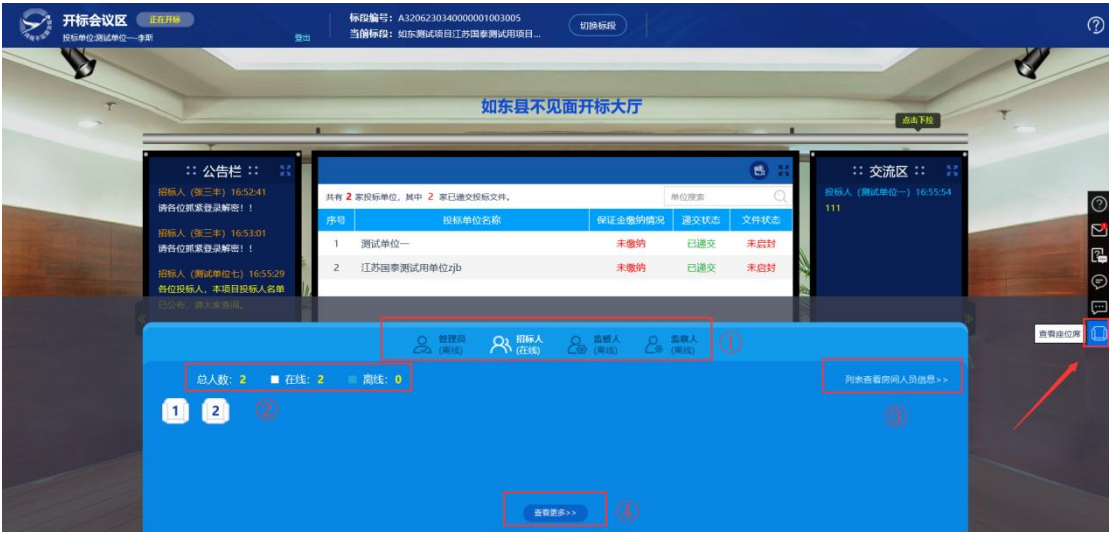 开标会议区 正在开标
投标单位:测试单位一--李斯 登出
标段编号：A3206230340000001003005
当前标段：如东测试项目江苏国泰测试用项目...
切换标段
如东县不见面开标大厅
点击下拉
:: 公告栏 ::
招标人（张三丰）16:52:41
请各位抓紧登录解密！！
招标人（张三丰）16:53:01
请各位抓紧登录解密！！
招标人（测试单位七）16:55:29
各位投标人，本项目投标人名单
已公布，请大家查阅。
共有 2 家投标单位，其中 2 家已递交投标文件。 单位搜索
序号 投标单位名称 保证金缴纳情况 递交状态 文件状态
1 测试单位一 未缴纳 已递交 未启封
2 江苏国泰测试用单位zjb 未缴纳 已递交 未启封
:: 交流区 ::
投标人（测试单位一）16:55:54
111
查看座位席
管理员 (离线) 招标人 (在线) 监督人 (离线) 监察人 (离线) ①
总人数：2 在线：2 离线：0
列表查看房间人员信息>>
1 2 ② ③
查看更多>> ④